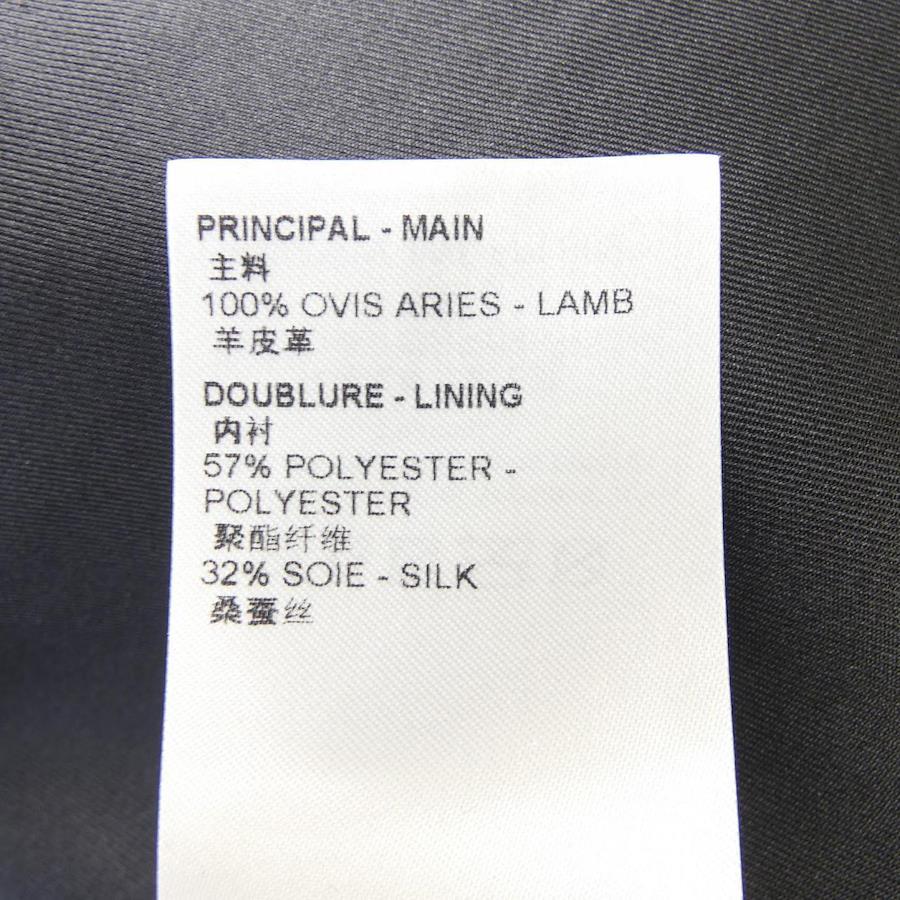 PRINCIPAL - MAIN
主料
100% OVIS ARIES - LAMB
羊皮革
DOUBLURE - LINING
内衬
57% POLYESTER -
POLYESTER
聚酯纤维
32% SOIE - SILK
桑蚕丝